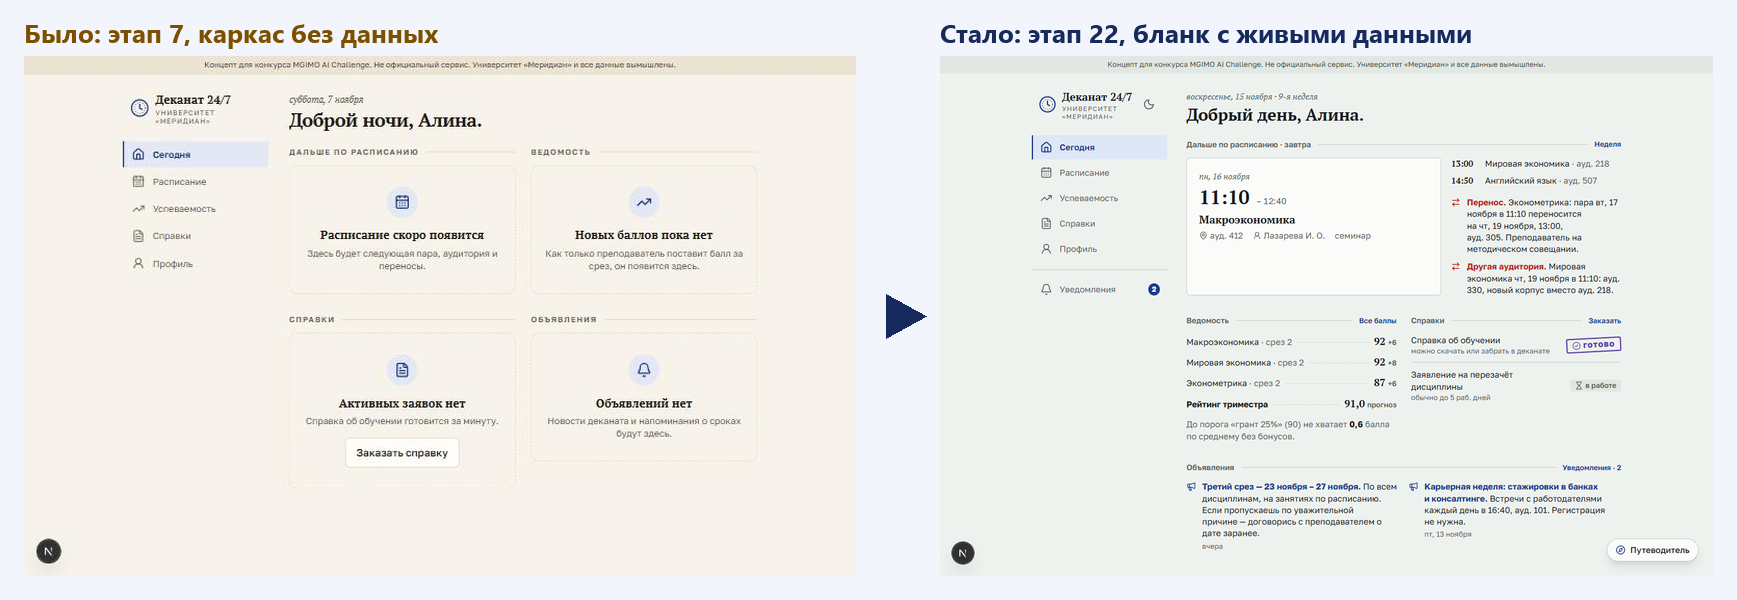 Было: этап 7, каркас без данных
Концепт для конкурса MGIMO AI Challenge. Не официальный сервис. Университет «Меридиан» и все данные вымышлены.
Деканат 24/7
УНИВЕРСИТЕТ
«МЕРИДИАН»
Сегодня
Расписание
Успеваемость
Справки
Профиль
суббота, 7 ноября
Доброй ночи, Алина.
ДАЛЬШЕ ПО РАСПИСАНИЮ
Расписание скоро появится
Здесь будет следующая пара, аудитория и
переносы.
ВЕДОМОСТЬ
Новых баллов пока нет
Как только преподаватель поставит балл за
срез, он появится здесь.
СПРАВКИ
Активных заявок нет
Справка об обучении готовится за минуту.
Заказать справку
ОБЪЯВЛЕНИЯ
Объявлений нет
Новости деканата и напоминания о сроках
будут здесь.
N
Стало: этап 22, бланк с живыми данными
Концепт для конкурса MGIMO AI Challenge. Не официальный сервис. Университет «Меридиан» и все данные вымышлены.
Деканат 24/7
УНИВЕРСИТЕТ
«МЕРИДИАН»
Сегодня
Расписание
Успеваемость
Справки
Профиль
Уведомления 2
воскресенье, 15 ноября · 9-я неделя
Добрый день, Алина.
Дальше по расписанию · завтра Неделя
пн, 16 ноября
11:10 – 12:40
Макроэкономика
ауд. 412 Лазарева И. О. семинар
13:00 Мировая экономика · ауд. 218
14:50 Английский язык · ауд. 507
Перенос. Эконометрика: пара вт, 17
ноября в 11:10 переносится
на чт, 19 ноября, 13:00,
ауд. 305. Преподаватель на
методическом совещании.
Другая аудитория. Мировая
экономика чт, 19 ноября в 11:10: ауд.
330, новый корпус вместо ауд. 218.
Ведомость Все баллы
Макроэкономика · срез 2 92 +6
Мировая экономика · срез 2 92 +8
Эконометрика · срез 2 87 +6
Рейтинг триместра 91,0 прогноз
До порога «грант 25%» (90) не хватает 0,6 балла
по среднему без бонусов.
Справки Заказать
Справка об обучении
можно скачать или забрать в деканате
готово
Заявление на перезачёт
дисциплины
обычно до 5 раб. дней
в работе
Объявления Уведомления · 2
Третий срез — 23 ноября – 27 ноября. По всем
дисциплинам, на занятиях по расписанию.
Если пропускаешь по уважительной
причине — договорись с преподавателем о
дате заранее.
вчера
Карьерная неделя: стажировки в банках
и консалтинге. Встречи с работодателями
каждый день в 16:40, ауд. 101. Регистрация
не нужна.
пт, 13 ноября
N
Путеводитель